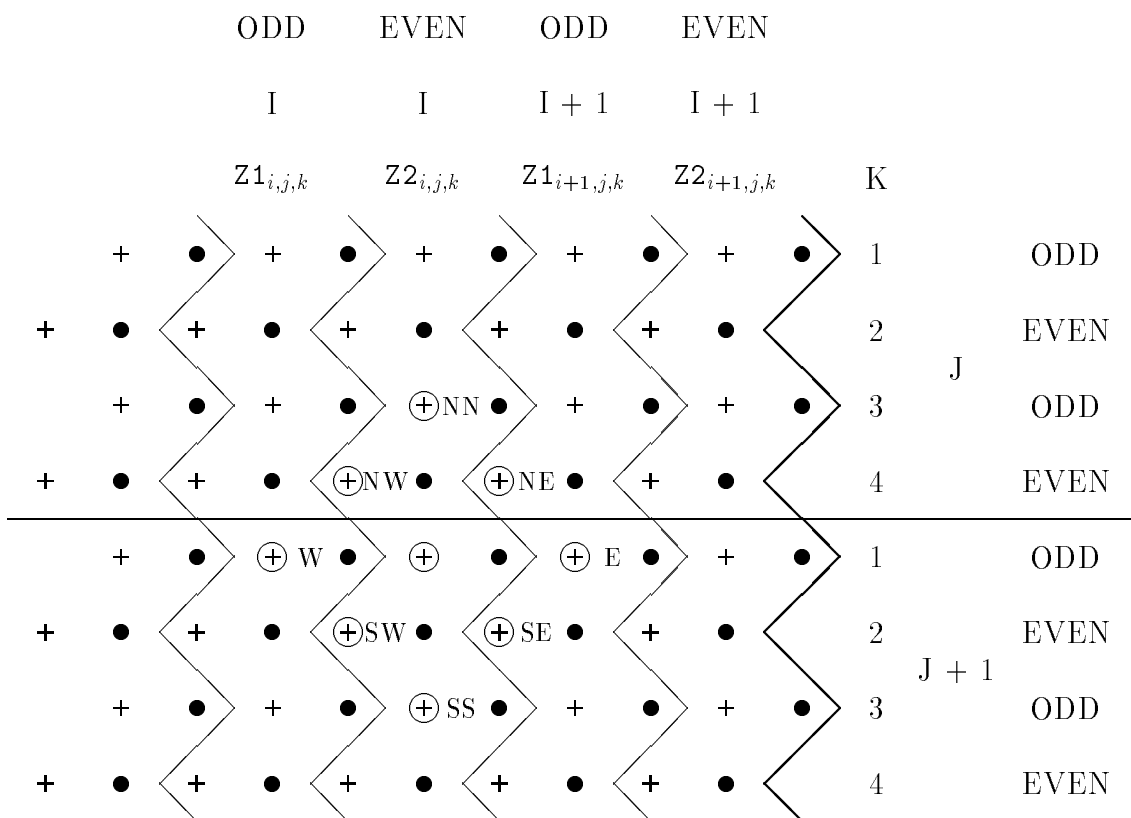 ODD EVEN ODD EVEN
I I I + 1 I + 1
Z1i,j,k Z2i,j,k Z1i+1,j,k Z2i+1,j,k K
1 ODD
2 EVEN
J
NN 3 ODD
NW NE 4 EVEN
W E 1 ODD
SW SE 2 EVEN
J + 1
SS 3 ODD
4 EVEN